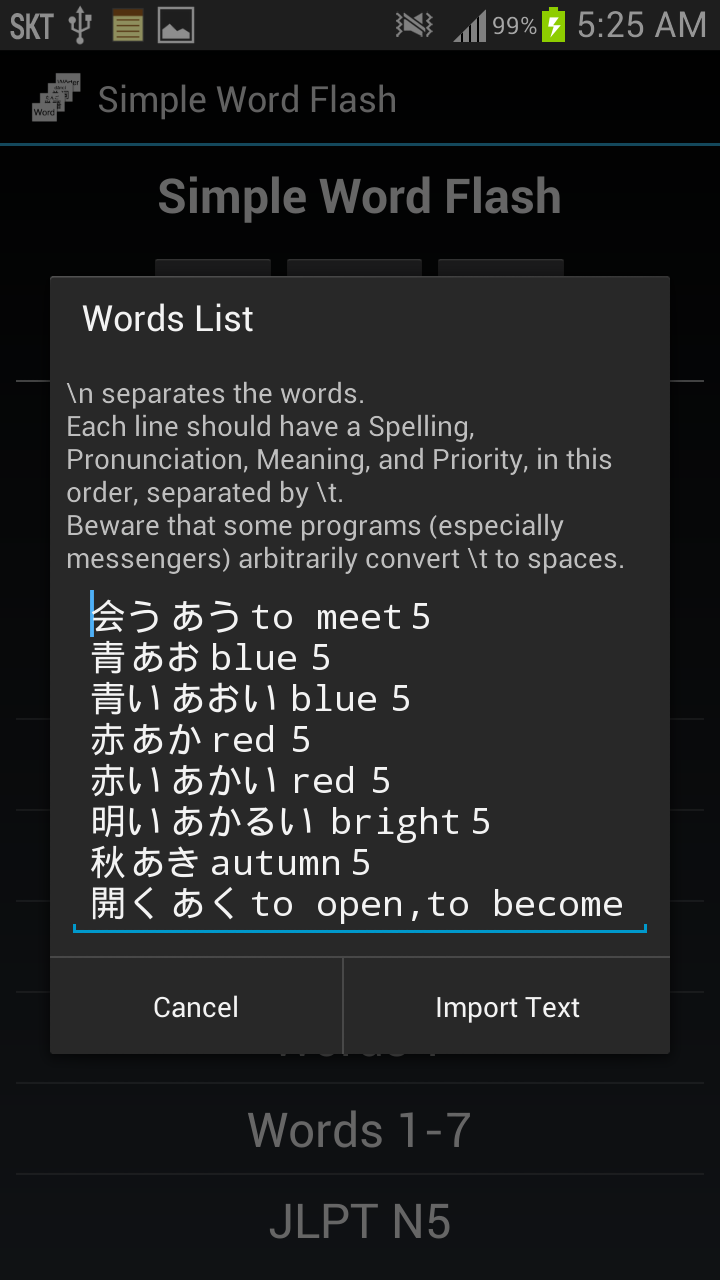 SKT 99% 5:25 AM
Simple Word Flash
Simple Word Flash
Words List
\n separates the words.
Each line should have a Spelling,
Pronunciation, Meaning, and Priority, in this
order, separated by \t.
Beware that some programs (especially
messengers) arbitrarily convert \t to spaces.
会う あう to meet 5
青 あお blue 5
青い あおい blue 5
赤 あか red 5
赤い あかい red 5
明い あかるい bright 5
秋 あき autumn 5
開く あく to open,to become
Cancel Import Text
Words 1-7
JLPT N5